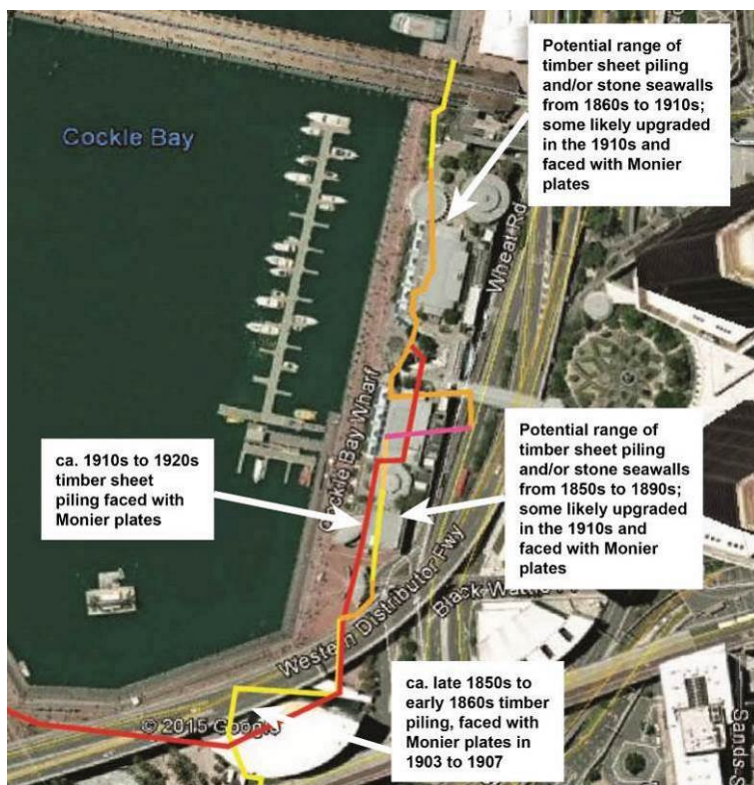 Potential range of
timber sheet piling
and/or stone seawalls
from 1860s to 1910s;
some likely upgraded
in the 1910s and
faced with Monier
plates
Cockle Bay
Wheat Rd
Cockle Bay Wharf
ca. 1910s to 1920s
timber sheet
piling faced with
Monier plates
Potential range of
timber sheet piling
and/or stone seawalls
from 1850s to 1890s;
some likely upgraded
in the 1910s and
faced with Monier
plates
Western Distributor Fwy
Black Wattle
ca. late 1850s to
early 1860s timber
piling, faced with
Monier plates in
1903 to 1907
© 2015 Google
Sands S